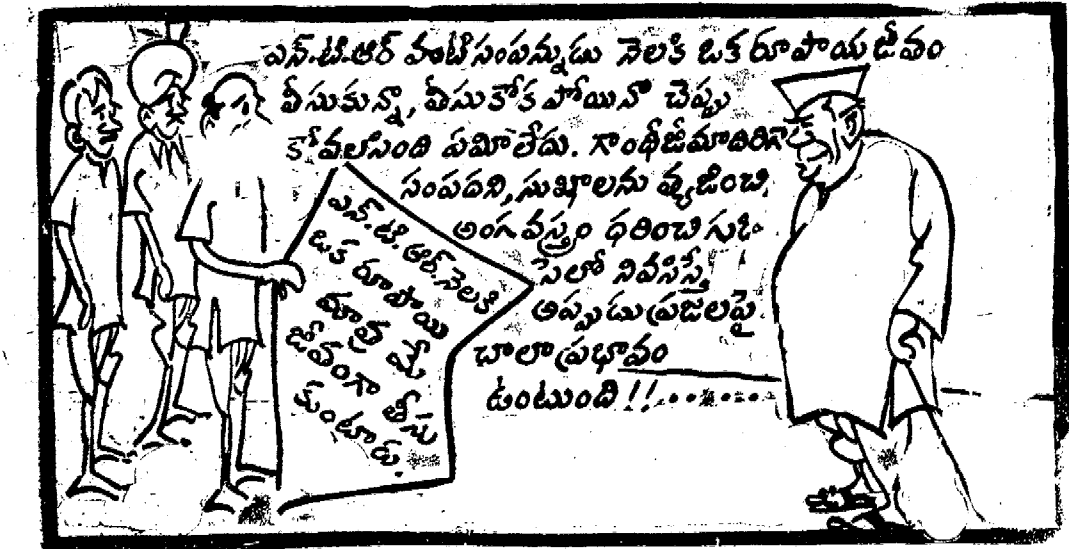 ఎన్.టి.ఆర్ వంటి సంపన్నుడు నెలకి ఒక రూపాయ జీతం
తీసుకున్నా, తీసుకోక పోయినా చెప్పు
కోవలసింది ఏమీ లేదు. గాంధీజీ మాదిరిగా
సంపదని, సుఖాలను త్యజించి,
అంగవస్త్రం ధరించి గుడి
సెలో నివసిస్తే
అప్పుడు ప్రజలపై
చాలా ప్రభావం
ఉంటుంది !!........
ఎన్.టి.ఆర్. నెలకి
ఒక రూపాయి
మాత్రమే
జీతంగా తీసు
కుంటారు.